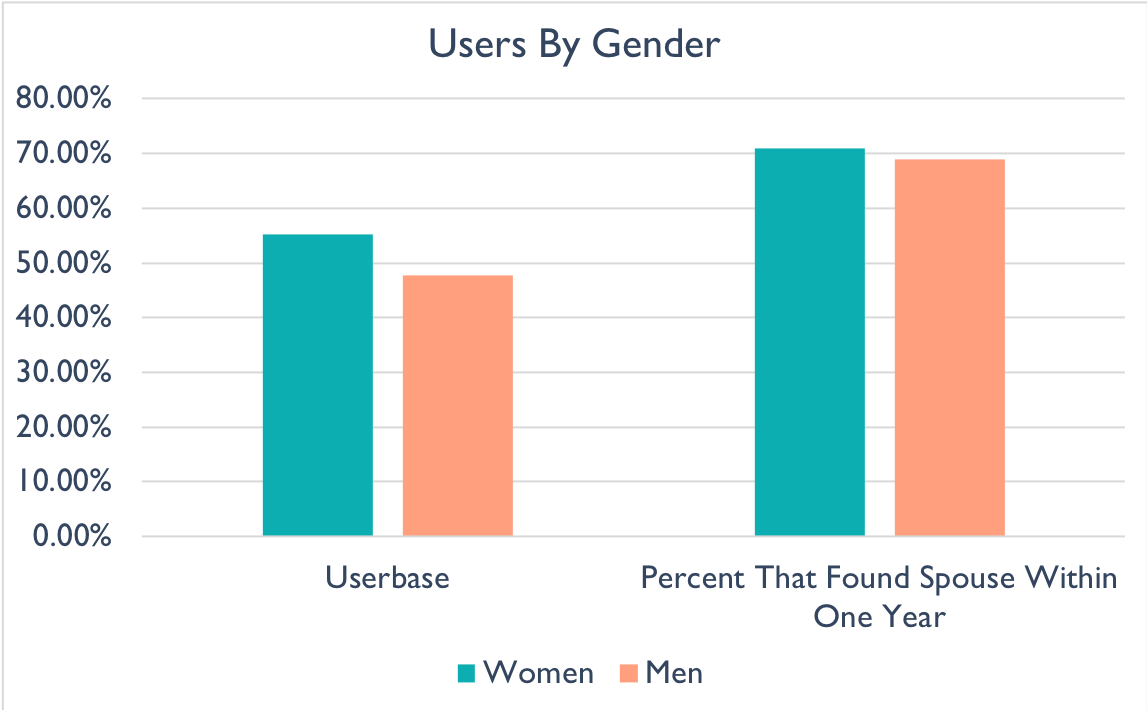 Users By Gender
80.00%
70.00%
60.00%
50.00%
40.00%
30.00%
20.00%
10.00%
0.00%
Userbase
Percent That Found Spouse Within
One Year
Women
Men